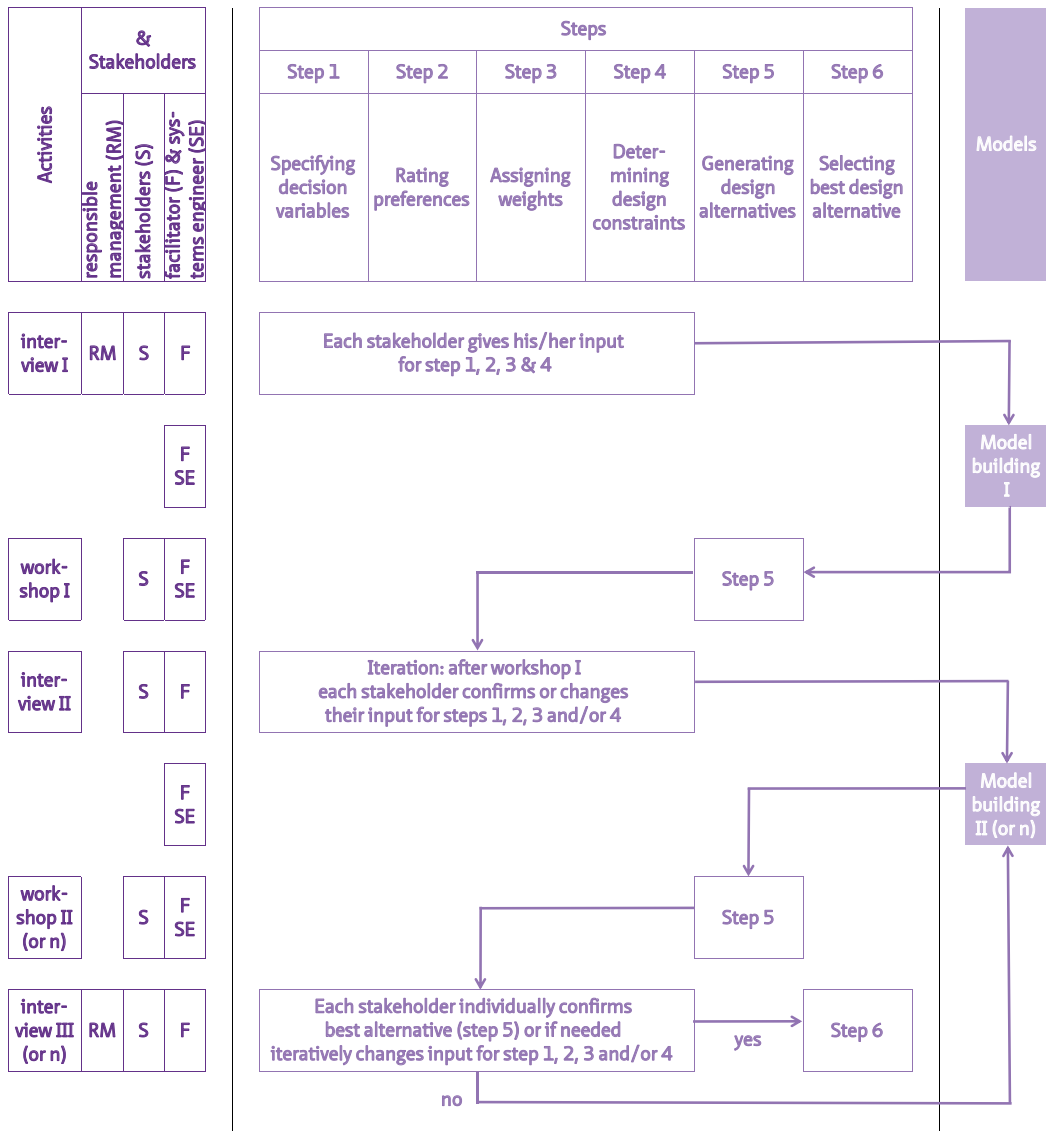 Activities
&
Stakeholders
responsible
management (RM)
stakeholders (S)
facilitator (F) & sys-
tems engineer (SE)
Steps
Step 1
Step 2
Step 3
Step 4
Step 5
Step 6
Specifying
decision
variables
Rating
preferences
Assigning
weights
Deter-
mining
design
constraints
Generating
design
alternatives
Selecting
best design
alternative
Models
inter-
view I
RM
S
F
Each stakeholder gives his/her input
for step 1, 2, 3 & 4
F
SE
Model
building
I
work-
shop I
S
F
SE
Step 5
inter-
view II
S
F
Iteration: after workshop I
each stakeholder confirms or changes
their input for steps 1, 2, 3 and/or 4
F
SE
Model
building
II (or n)
work-
shop II
(or n)
S
F
SE
Step 5
inter-
view III
(or n)
RM
S
F
Each stakeholder individually confirms
best alternative (step 5) or if needed
iteratively changes input for step 1, 2, 3 and/or 4
yes
Step 6
no